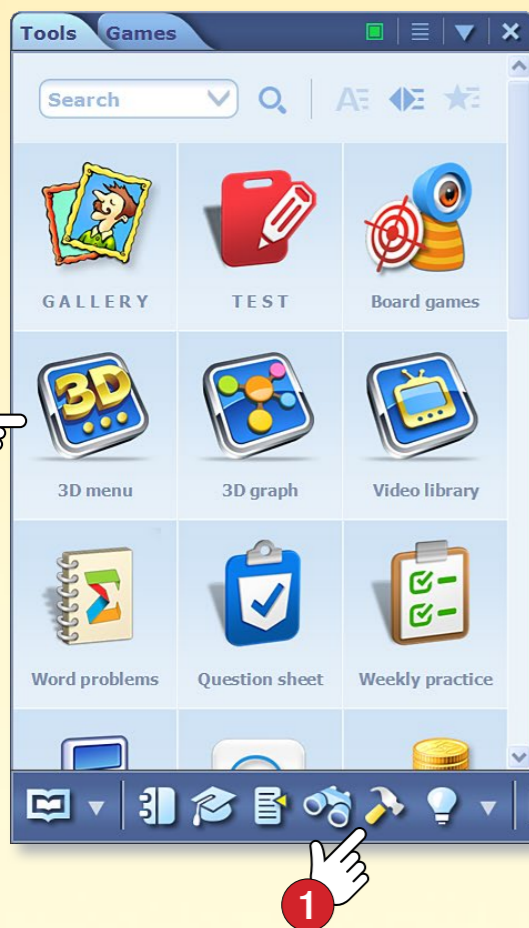 Tools Games
Search
GALLERY TEST Board games
3D
3D menu 3D graph Video library
Word problems Question sheet Weekly practice
1